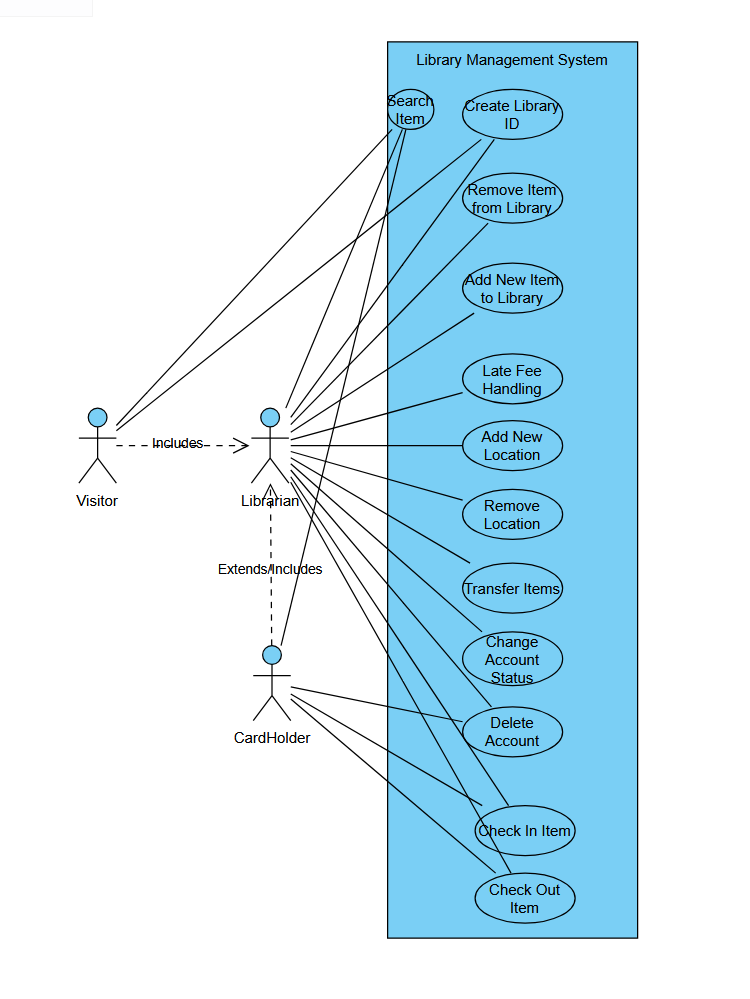 Library Management System
Search
Item
Create Library
ID
Remove Item
from Library
Add New Item
to Library
Late Fee
Handling
Add New
Location
Includes
Visitor
Librarian
Remove
Location
Extends/Includes
Transfer Items
Change
Account
Status
CardHolder
Delete
Account
Check In Item
Check Out
Item